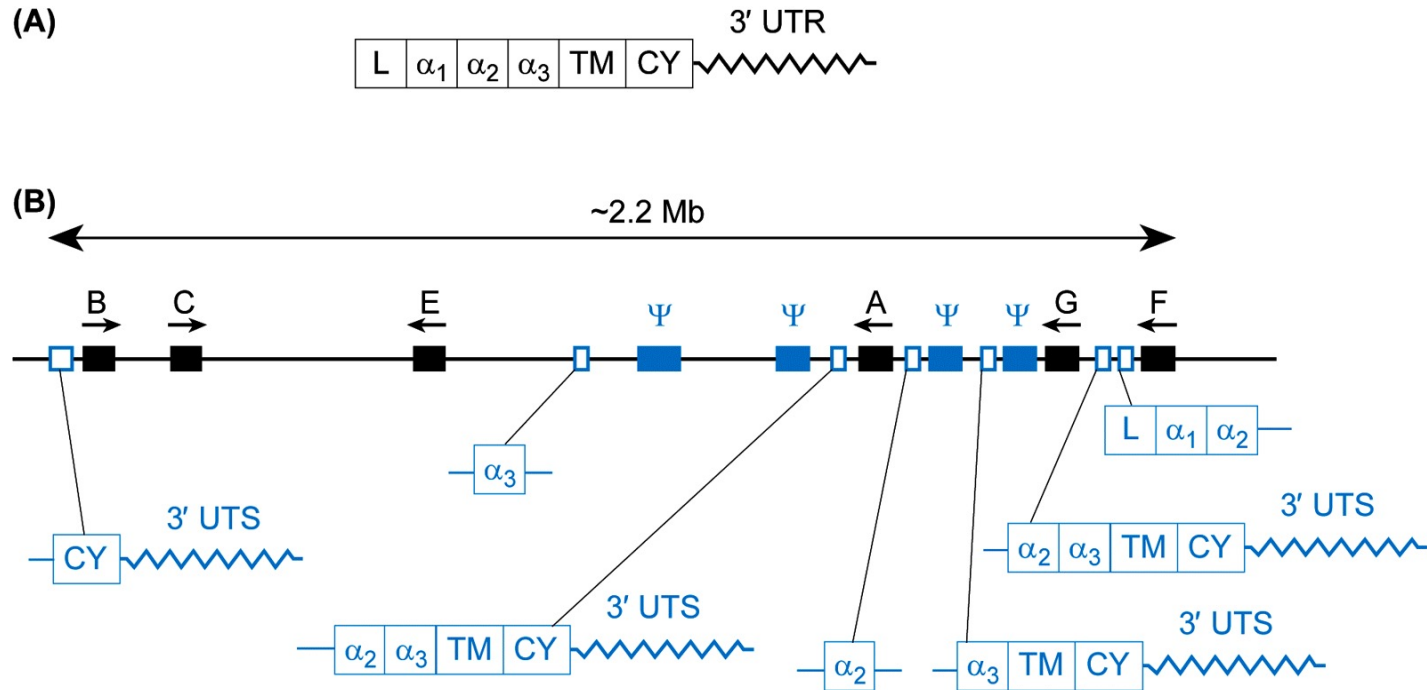 (A)
3′ UTR
L α1 α2 α3 TM CY
(B)
~2.2 Mb
B C E Ψ Ψ A Ψ Ψ G F
L α1 α2
α3
3′ UTS
CY
3′ UTS
α2 α3 TM CY
3′ UTS
α2 α3 TM CY
α2
3′ UTS
α3 TM CY